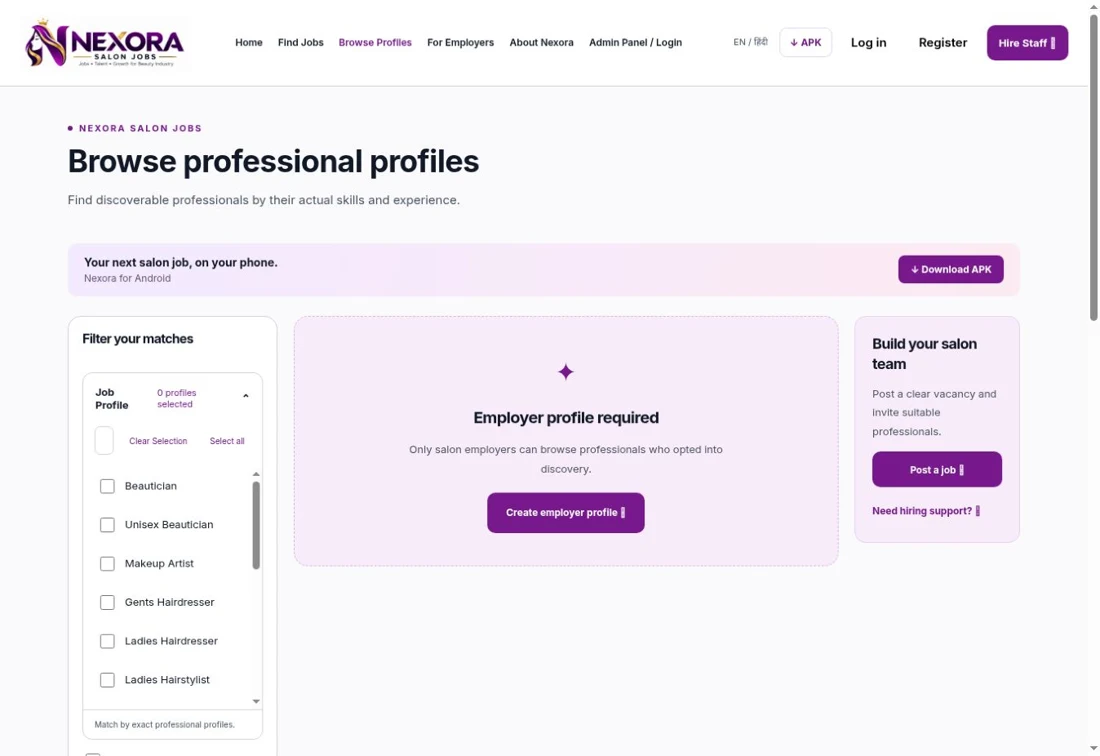 NEXORA
SALON JOBS
Jobs • Talent • Growth for Beauty Industry
Home
Find Jobs
Browse Profiles
For Employers
About Nexora
Admin Panel / Login
EN / हिंदी
↓ APK
Log in
Register
Hire Staff
NEXORA SALON JOBS
Browse professional profiles
Find discoverable professionals by their actual skills and experience.
Your next salon job, on your phone.
Nexora for Android
↓ Download APK
Filter your matches
Job
Profile
0 profiles
selected
Clear Selection
Select all
Beautician
Unisex Beautician
Makeup Artist
Gents Hairdresser
Ladies Hairdresser
Ladies Hairstylist
Match by exact professional profiles.
Employer profile required
Only salon employers can browse professionals who opted into
discovery.
Create employer profile
Build your salon
team
Post a clear vacancy and
invite suitable
professionals.
Post a job
Need hiring support?